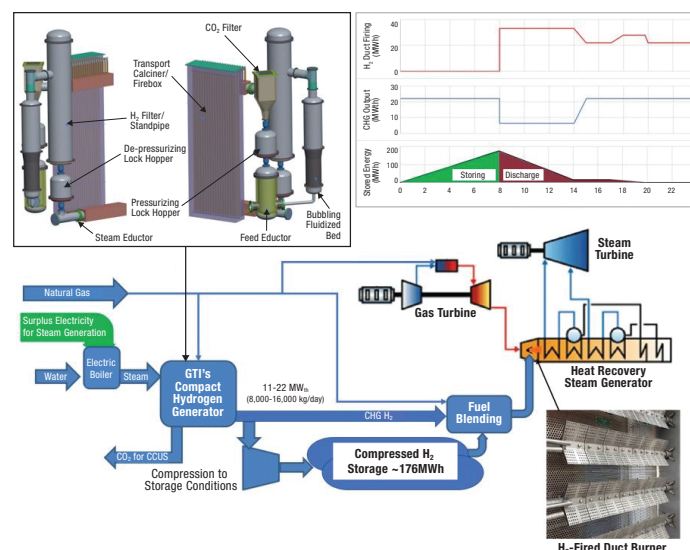 CO₂ Filter
Transport
Calciner/
Firebox
H₂ Filter/
Standpipe
De-pressurizing
Lock Hopper
Pressurizing
Lock Hopper
Steam Eductor
Feed Eductor
Bubbling
Fluidized
Bed
H₂ Duct Firing
(MWh)
40
20
0
CHG Output
(MWh)
30
20
10
0
Stored Energy
(MWh)
200
100
0
Storing
Discharge
0 2 4 6 8 10 12 14 16 18 20 22
Natural Gas
Surplus Electricity
for Steam Generation
Electric
Boiler
Water
Steam
GTI's
Compact
Hydrogen
Generator
11-22 MWth
(8,000-16,000 kg/day)
CHG H₂
Fuel
Blending
CO₂ for CCUS
Compression to
Storage Conditions
Compressed H₂
Storage ~176MWh
Gas Turbine
Steam
Turbine
Heat Recovery
Steam Generator
H₂-Fired Duct Burner